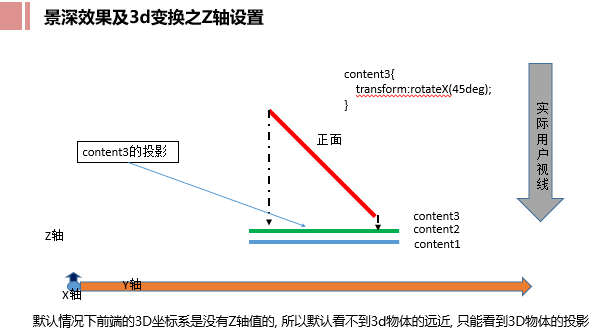 景深效果及3d变换之Z轴设置
content3{
transform:rotateX(45deg);
}
正面
content3的投影
实际用户视线
content3
content2
content1
Z轴
X轴
Y轴
默认情况下前端的3D坐标系是没有Z轴值的, 所以默认看不到3d物体的远近, 只能看到3D物体的投影